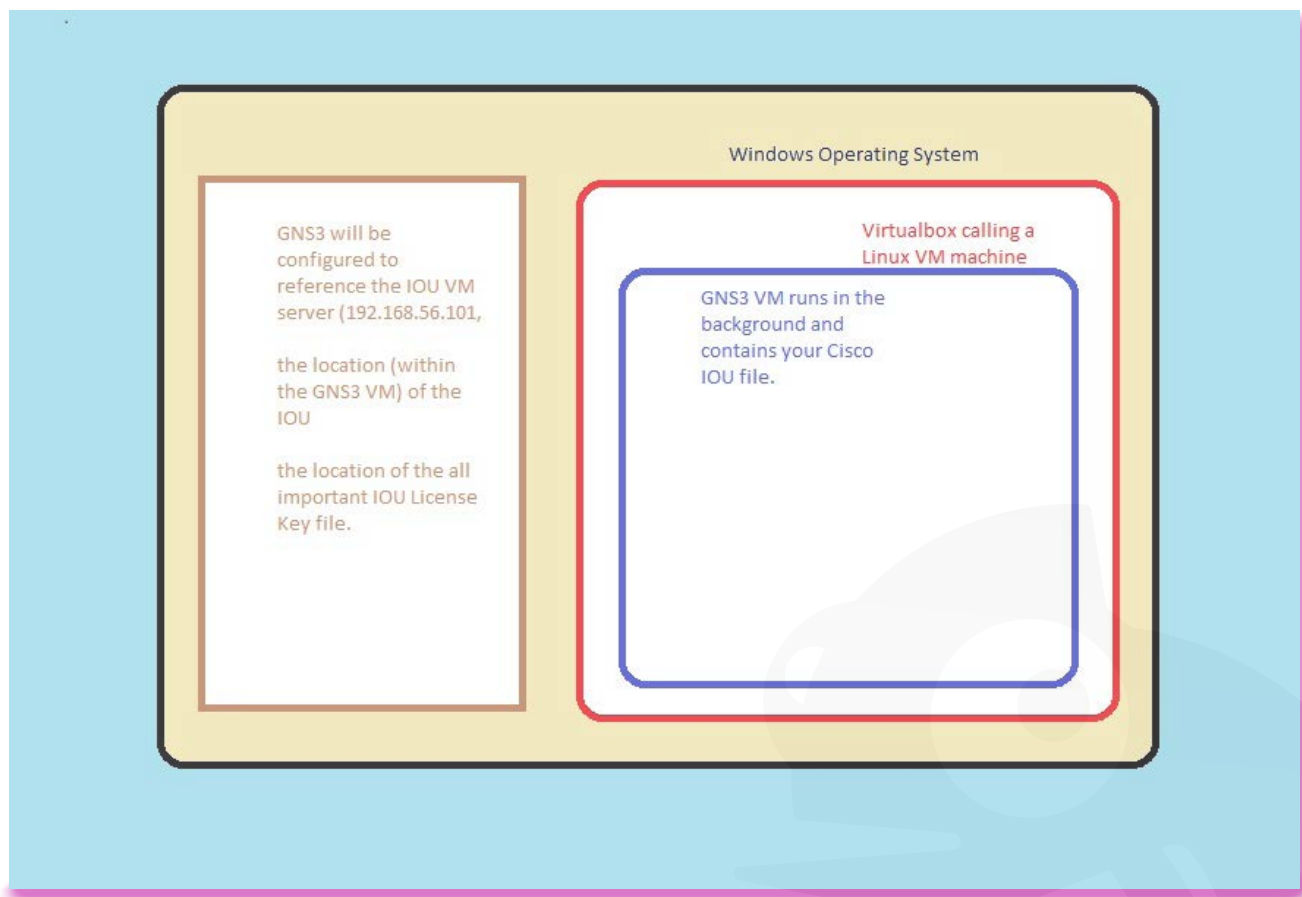 Windows Operating System
GNS3 will be
configured to
reference the IOU VM
server (192.168.56.101,
the location (within
the GNS3 VM) of the
IOU
the location of the all
important IOU License
Key file.
Virtualbox calling a
Linux VM machine
GNS3 VM runs in the
background and
contains your Cisco
IOU file.